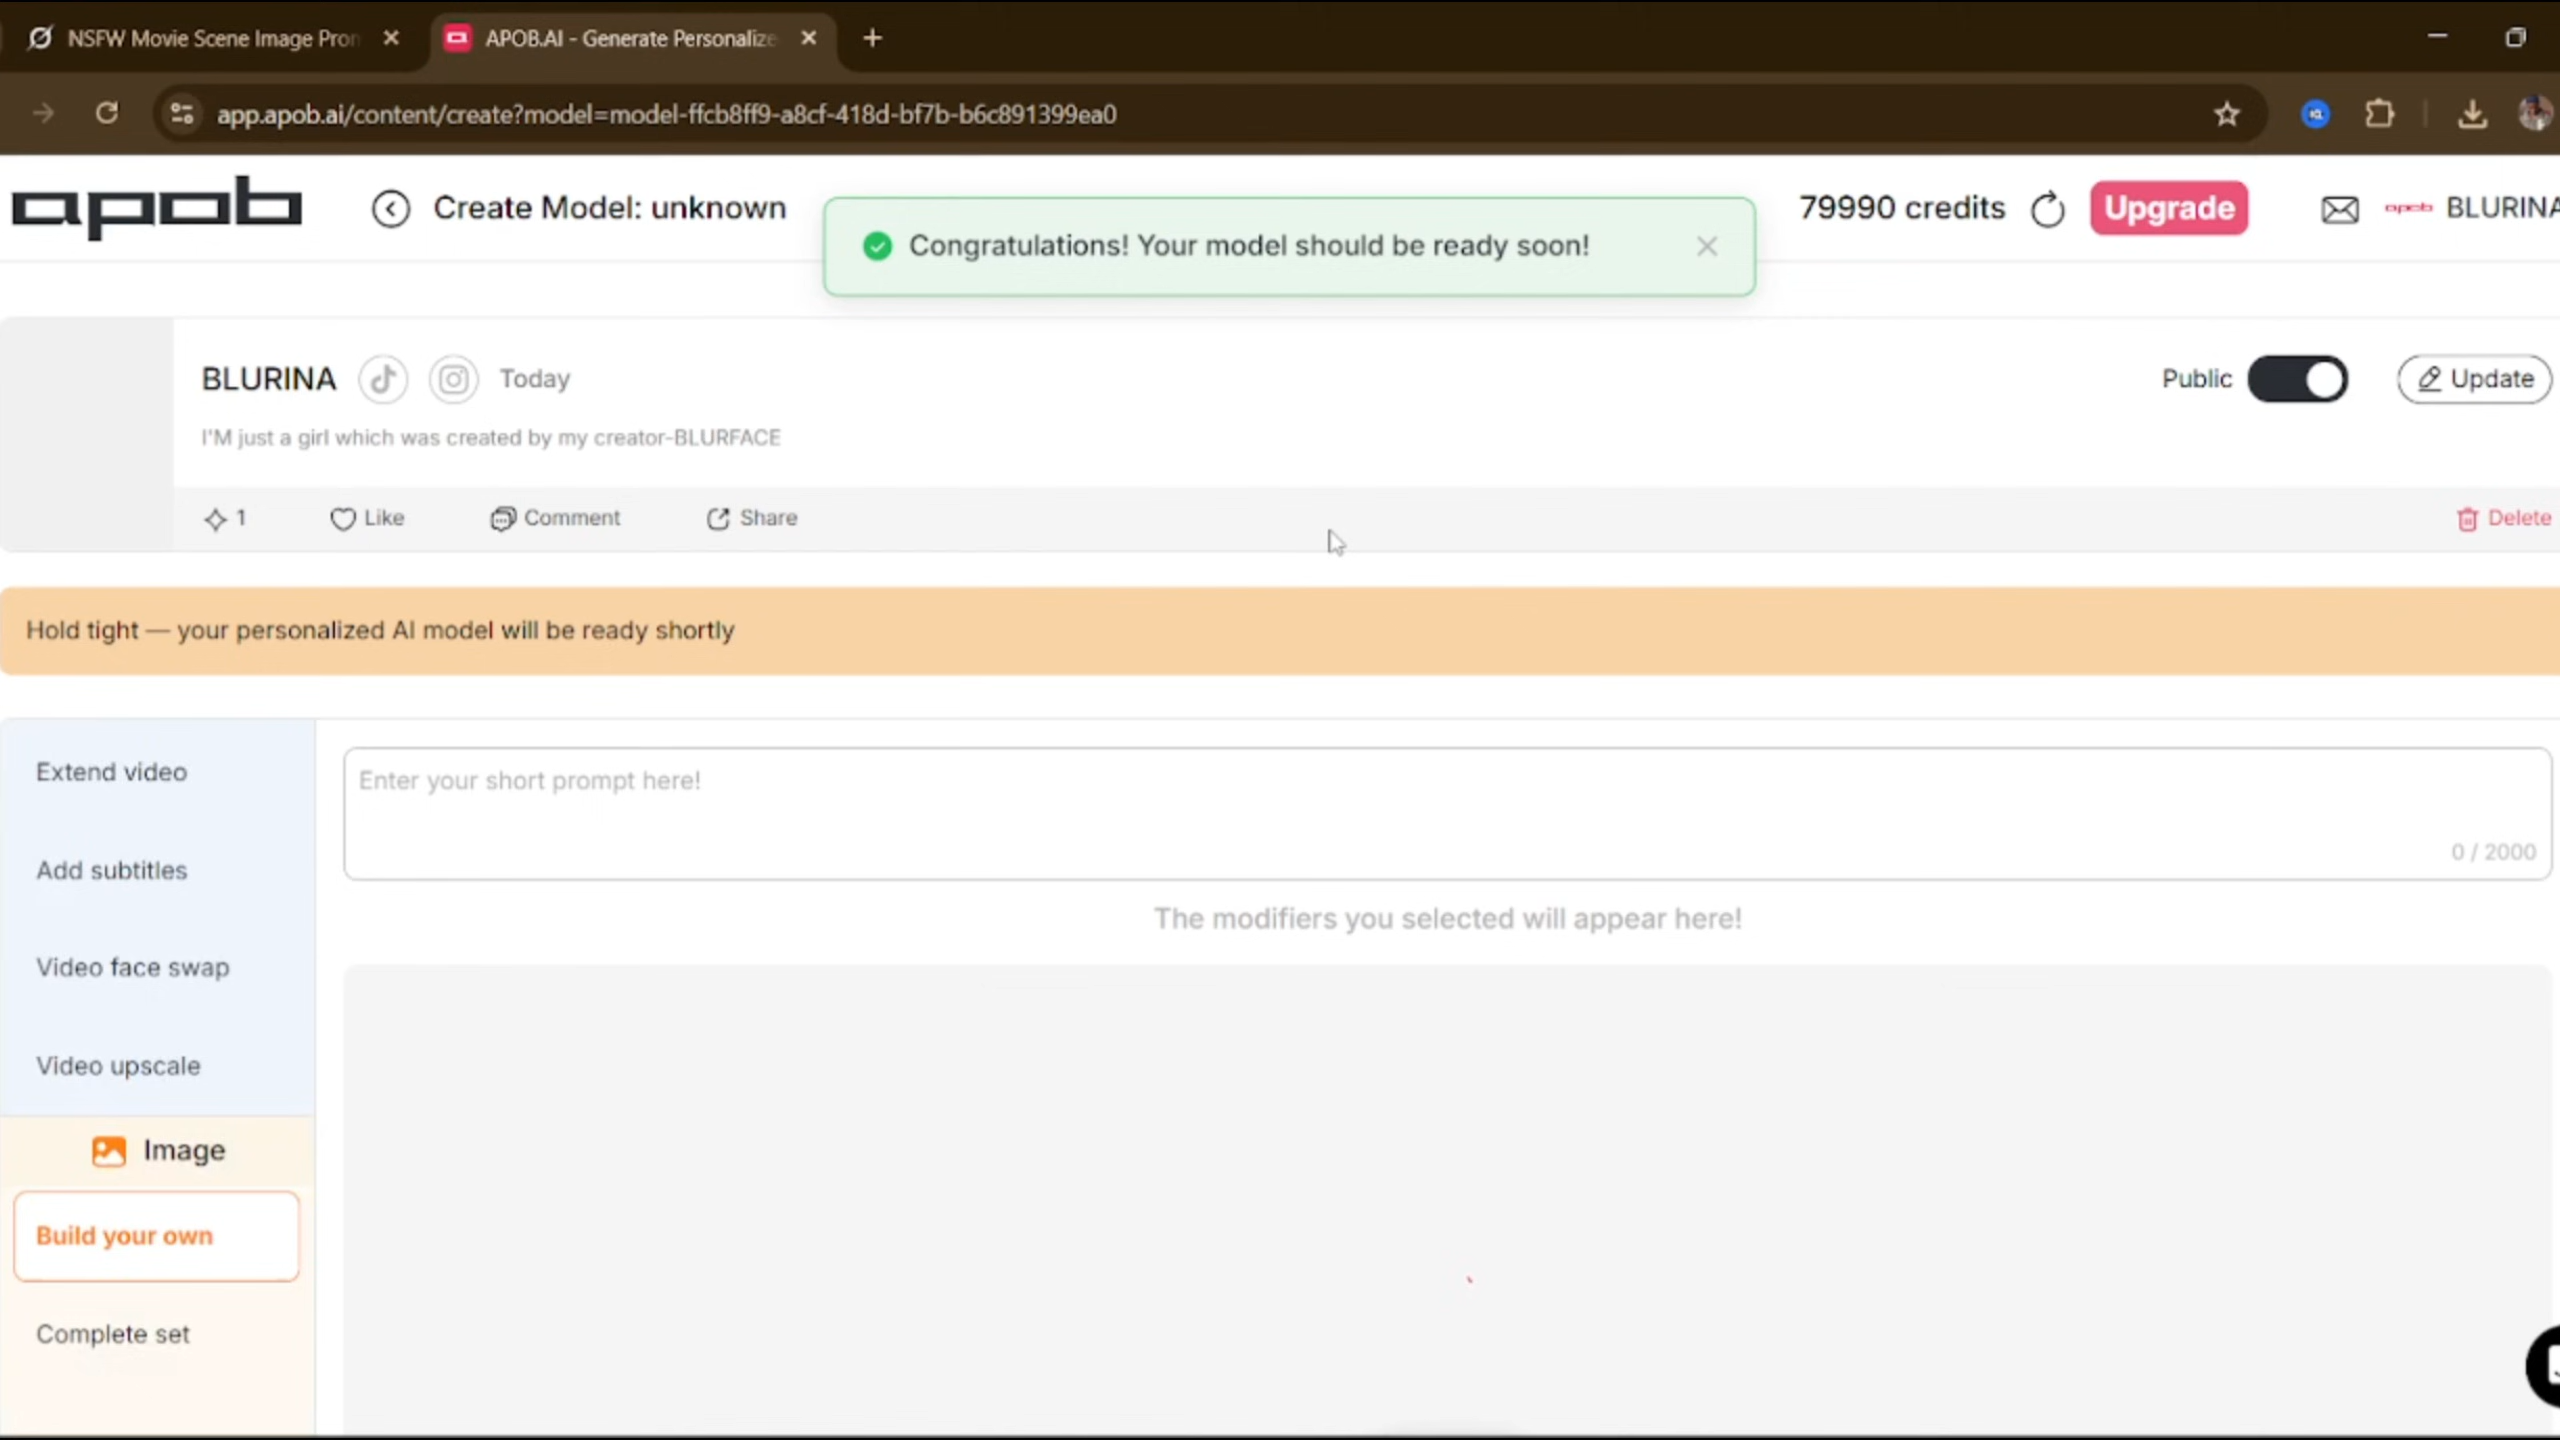 NSFW Movie Scene Image Pron
APOB.AI - Generate Personalize
app.apob.ai/content/create?model=model-ffcb8ff9-a8cf-418d-bf7b-b6c891399ea0
apob
Create Model: unknown
Congratulations! Your model should be ready soon!
79990 credits
Upgrade
apob
BLURINA
BLURINA
Today
Public
Update
I'M just a girl which was created by my creator-BLURFACE
1
Like
Comment
Share
Delete
Hold tight — your personalized AI model will be ready shortly
Extend video
Enter your short prompt here!
0 / 2000
Add subtitles
The modifiers you selected will appear here!
Video face swap
Video upscale
Image
Build your own
Complete set